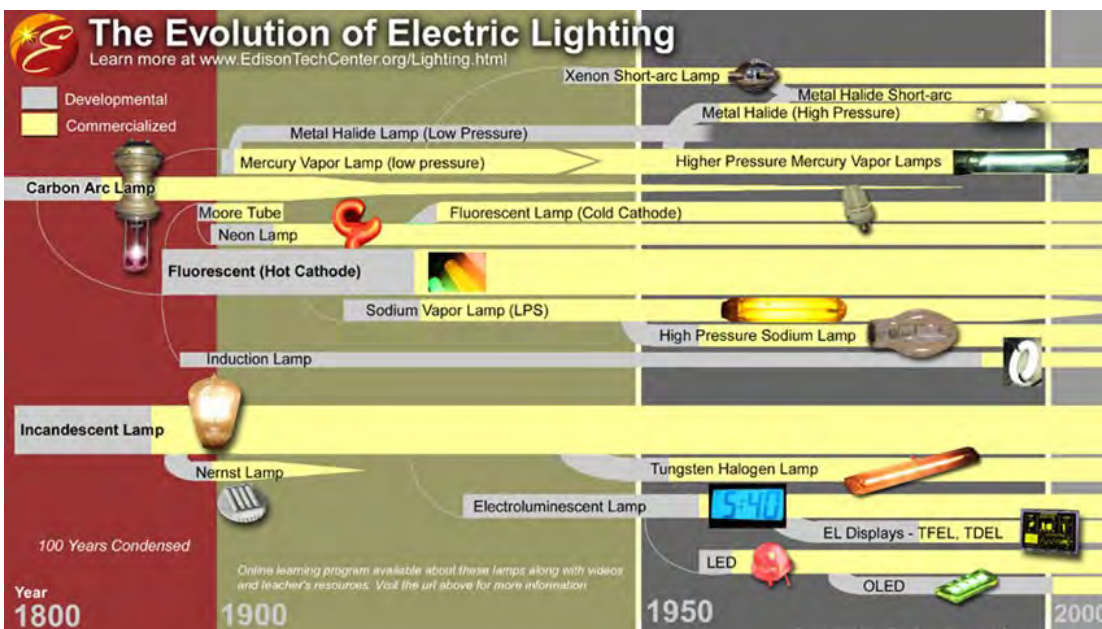 The Evolution of Electric Lighting
Learn more at www.EdisonTechCenter.org/Lighting.html
Developmental
Commercialized
Xenon Short-arc Lamp
Metal Halide Short-arc
Metal Halide (High Pressure)
Metal Halide Lamp (Low Pressure)
Mercury Vapor Lamp (low pressure)
Higher Pressure Mercury Vapor Lamps
Carbon Arc Lamp
Moore Tube
Fluorescent Lamp (Cold Cathode)
Neon Lamp
Fluorescent (Hot Cathode)
Sodium Vapor Lamp (LPS)
High Pressure Sodium Lamp
Induction Lamp
Incandescent Lamp
Nernst Lamp
Tungsten Halogen Lamp
Electroluminescent Lamp
5:40
EL Displays - TFEL, TDEL
LED
OLED
100 Years Condensed
Online learning program available about these lamps along with videos
and teacher's resources. Visit the url above for more information
Year
1800
1900
1950
2000